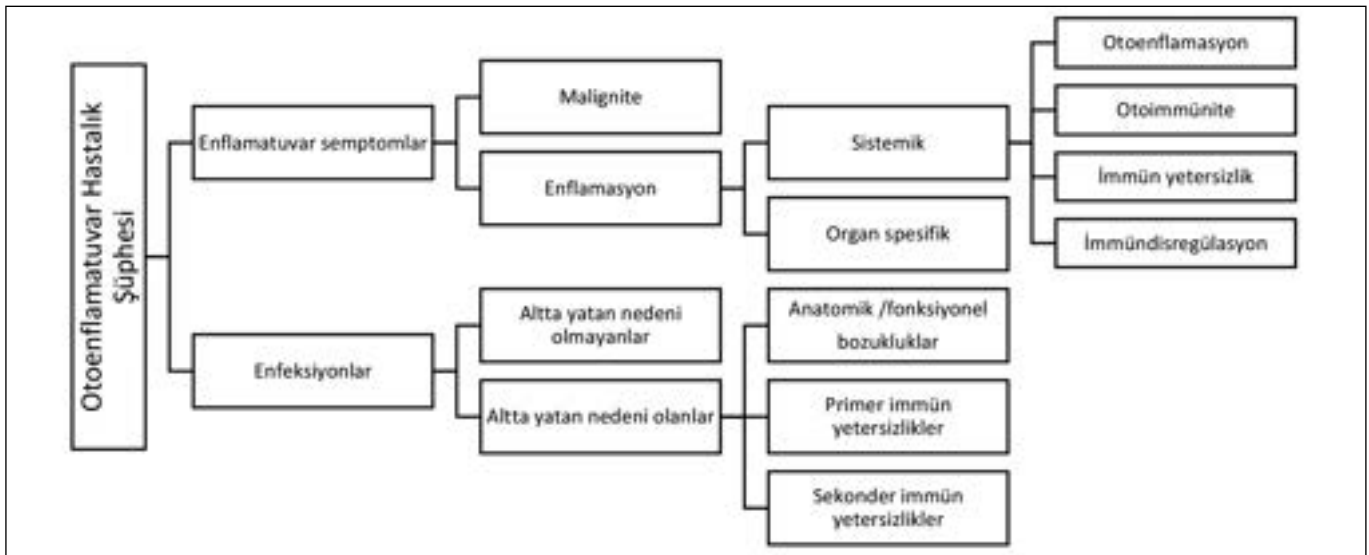 Otoenflamatuvar Hastalık
Şüphesi
Enflamatuvar semptomlar
Malignite
Enflamasyon
Sistemik
Organ spesifik
Otoenflamasyon
Otoimmünite
İmmün yetersizlik
İmmündisregülasyon
Enfeksiyonlar
Altta yatan nedeni
olmayanlar
Altta yatan nedeni olanlar
Anatomik /fonksiyonel
bozukluklar
Primer immün
yetersizlikler
Sekonder immün
yetersizlikler